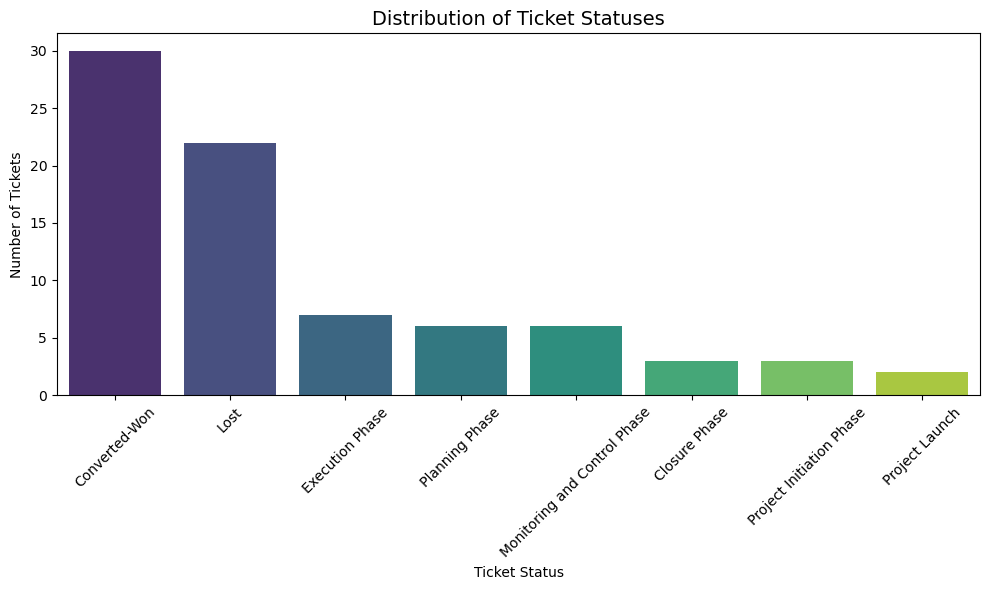 Distribution of Ticket Statuses
Number of Tickets
30
25
20
15
10
5
0
Converted-Won
Lost
Execution Phase
Planning Phase
Monitoring and Control Phase
Closure Phase
Project Initiation Phase
Project Launch
Ticket Status